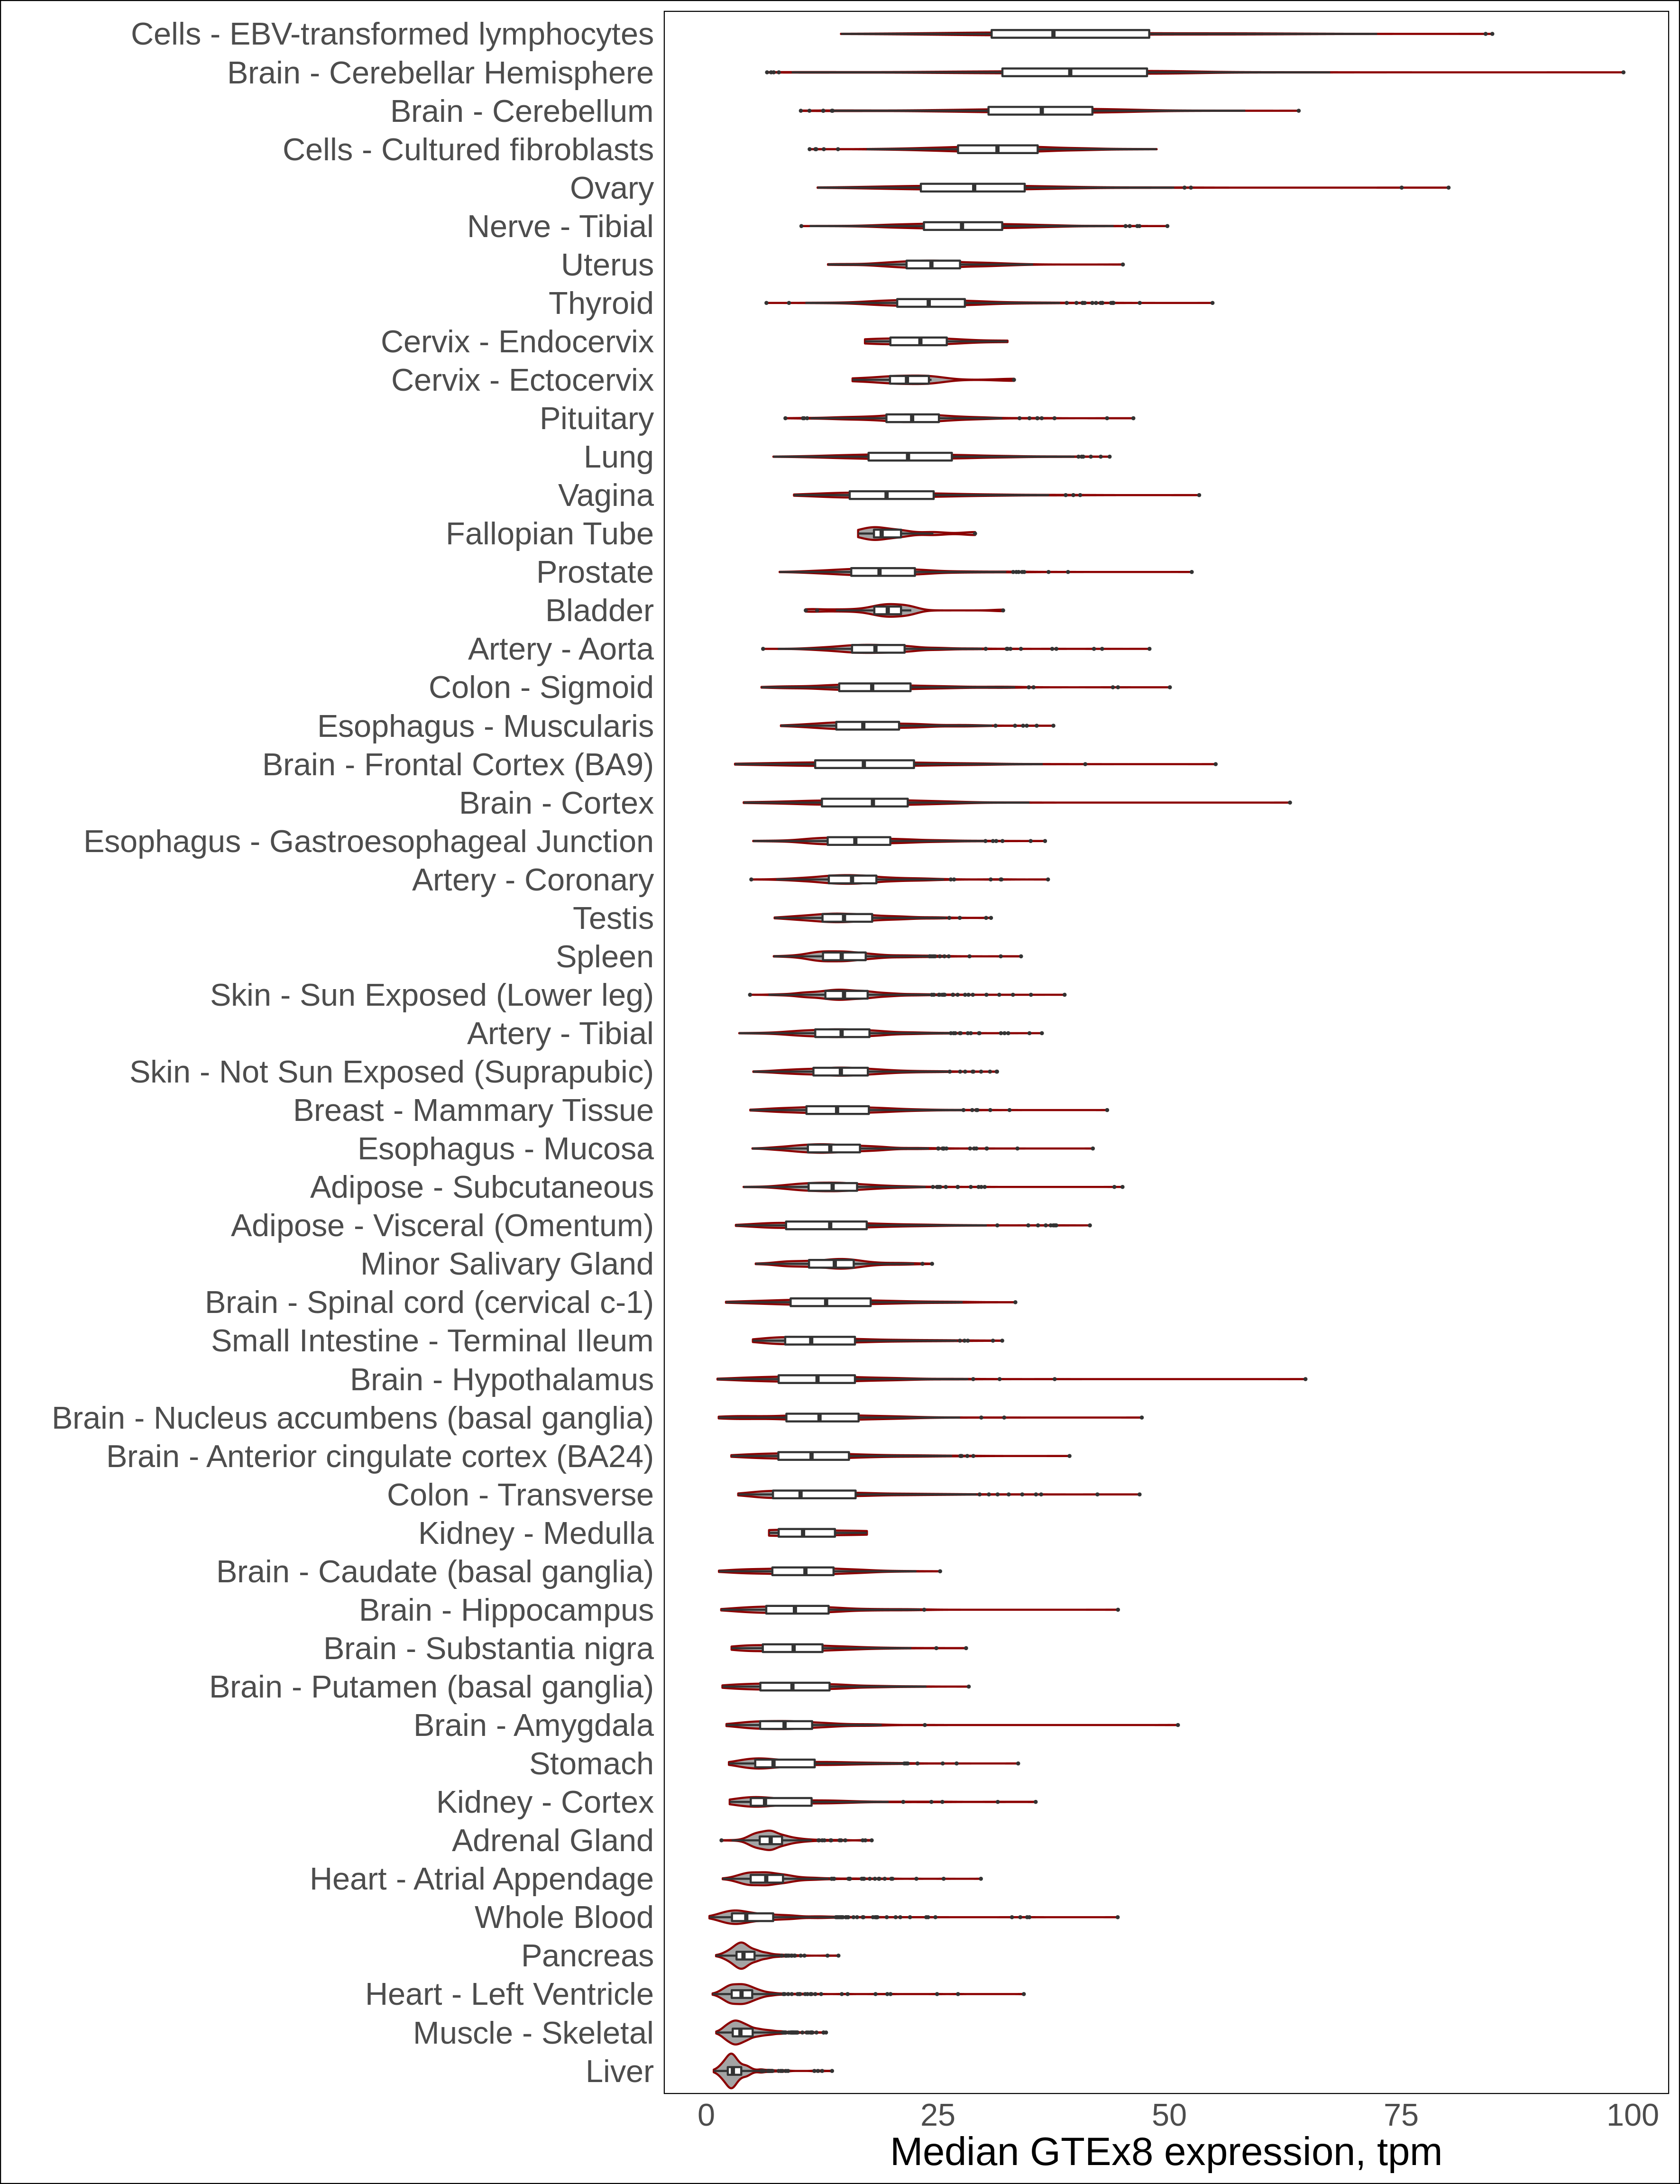 Cells - EBV-transformed lymphocytes
Brain - Cerebellar Hemisphere
Brain - Cerebellum
Cells - Cultured fibroblasts
Ovary
Nerve - Tibial
Uterus
Thyroid
Cervix - Endocervix
Cervix - Ectocervix
Pituitary
Lung
Vagina
Fallopian Tube
Prostate
Bladder
Artery - Aorta
Colon - Sigmoid
Esophagus - Muscularis
Brain - Frontal Cortex (BA9)
Brain - Cortex
Esophagus - Gastroesophageal Junction
Artery - Coronary
Testis
Spleen
Skin - Sun Exposed (Lower leg)
Artery - Tibial
Skin - Not Sun Exposed (Suprapubic)
Breast - Mammary Tissue
Esophagus - Mucosa
Adipose - Subcutaneous
Adipose - Visceral (Omentum)
Minor Salivary Gland
Brain - Spinal cord (cervical c-1)
Small Intestine - Terminal Ileum
Brain - Hypothalamus
Brain - Nucleus accumbens (basal ganglia)
Brain - Anterior cingulate cortex (BA24)
Colon - Transverse
Kidney - Medulla
Brain - Caudate (basal ganglia)
Brain - Hippocampus
Brain - Substantia nigra
Brain - Putamen (basal ganglia)
Brain - Amygdala
Stomach
Kidney - Cortex
Adrenal Gland
Heart - Atrial Appendage
Whole Blood
Pancreas
Heart - Left Ventricle
Muscle - Skeletal
Liver
0 25 50 75 100
Median GTEx8 expression, tpm